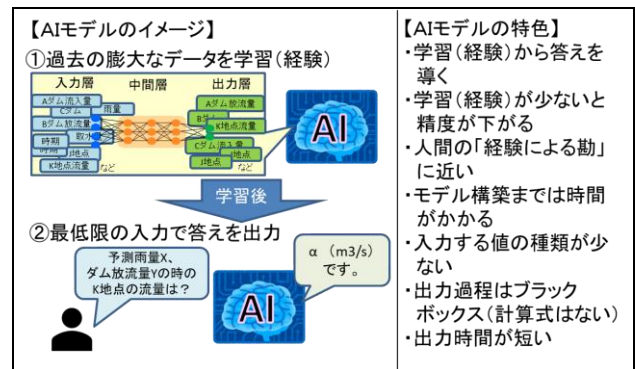 【AIモデルのイメージ】
①過去の膨大なデータを学習(経験)
入力層
中間層
出力層
Aダム流入量
Cダム
雨量
Bダム放流量
取水
時期
J地点
K地点流量
など
Aダム放流量
Bダ
K地点流量
Cダム流入量
地点
J地点
など
AI
学習後
②最低限の入力で答えを出力
予測雨量X、
ダム放流量Yの時の
K地点の流量は?
α (m3/s)
です。
AI
【AIモデルの特色】
・学習(経験)から答えを
導く
・学習(経験)が少ないと
精度が下がる
・人間の「経験による勘」
に近い
・モデル構築までは時間
がかかる
・入力する値の種類が少
ない
・出力過程はブラック
ボックス(計算式はない)
・出力時間が短い